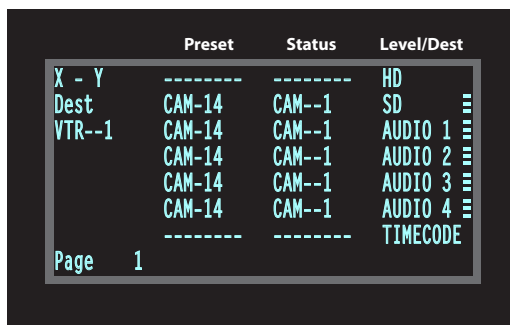 Preset Status Level/Dest
X - Y -------- -------- HD
Dest CAM-14 CAM--1 SD
VTR--1 CAM-14 CAM--1 AUDIO 1
CAM-14 CAM--1 AUDIO 2
CAM-14 CAM--1 AUDIO 3
CAM-14 CAM--1 AUDIO 4
-------- -------- TIMECODE
Page 1